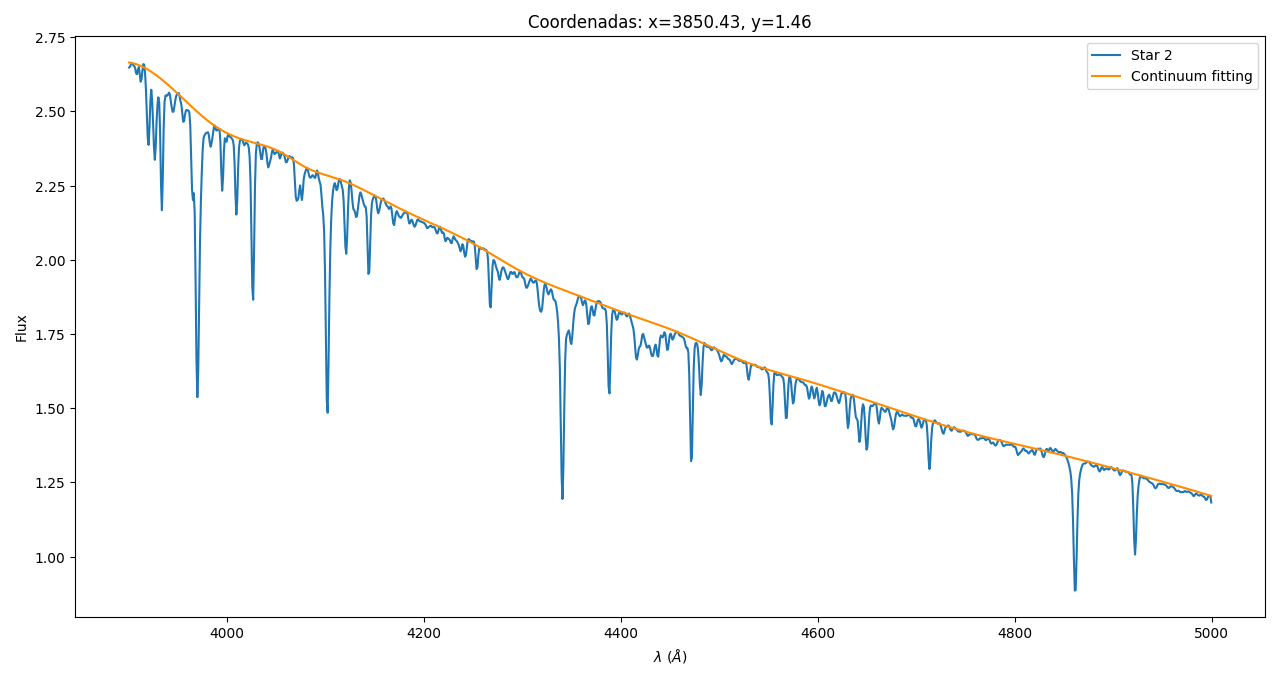 Coordenadas: x=3850.43, y=1.46
Star 2
Continuum fitting
Flux
2.75
2.50
2.25
2.00
1.75
1.50
1.25
1.00
4000 4200 4400 4600 4800 5000
λ (Å)